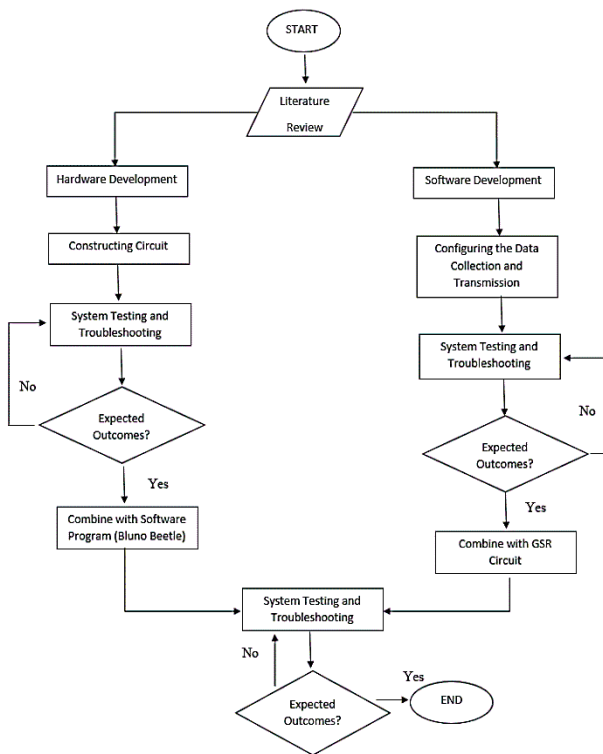 START
Literature
Review
Hardware Development
Software Development
Constructing Circuit
Configuring the Data
Collection and
Transmission
System Testing and
Troubleshooting
System Testing and
Troubleshooting
No
No
Expected
Outcomes?
Expected
Outcomes?
Yes
Yes
Combine with Software
Program (Bluno Beetle)
Combine with GSR
Circuit
System Testing and
Troubleshooting
No
Yes
Expected
Outcomes?
END